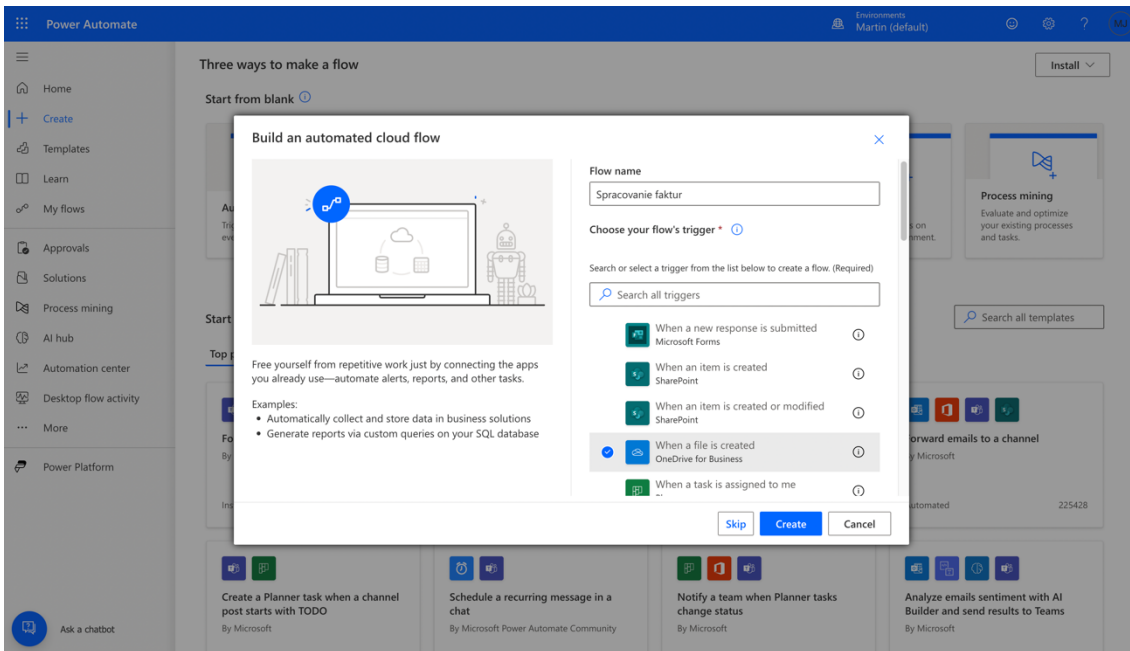 Power Automate
Environments
Martin (default)
Home
Create
Templates
Learn
My flows
Approvals
Solutions
Process mining
AI hub
Automation center
Desktop flow activity
More
Power Platform
Ask a chatbot
Three ways to make a flow
Install
Start from blank
Build an automated cloud flow
Free yourself from repetitive work just by connecting the apps
you already use—automate alerts, reports, and other tasks.
Examples:
• Automatically collect and store data in business solutions
• Generate reports via custom queries on your SQL database
Flow name
Spracovanie faktur
Choose your flow's trigger *
Search or select a trigger from the list below to create a flow. (Required)
Search all triggers
When a new response is submitted
Microsoft Forms
When an item is created
SharePoint
When an item is created or modified
SharePoint
When a file is created
OneDrive for Business
When a task is assigned to me
Skip
Create
Cancel
Process mining
Evaluate and optimize
your existing processes
and tasks.
Start
Search all templates
Top
By
emails to a channel
Microsoft
225428
Create a Planner task when a channel
post starts with TODO
By Microsoft
Schedule a recurring message in a
chat
By Microsoft Power Automate Community
Notify a team when Planner tasks
change status
By Microsoft
Analyze emails sentiment with AI
Builder and send results to Teams
By Microsoft